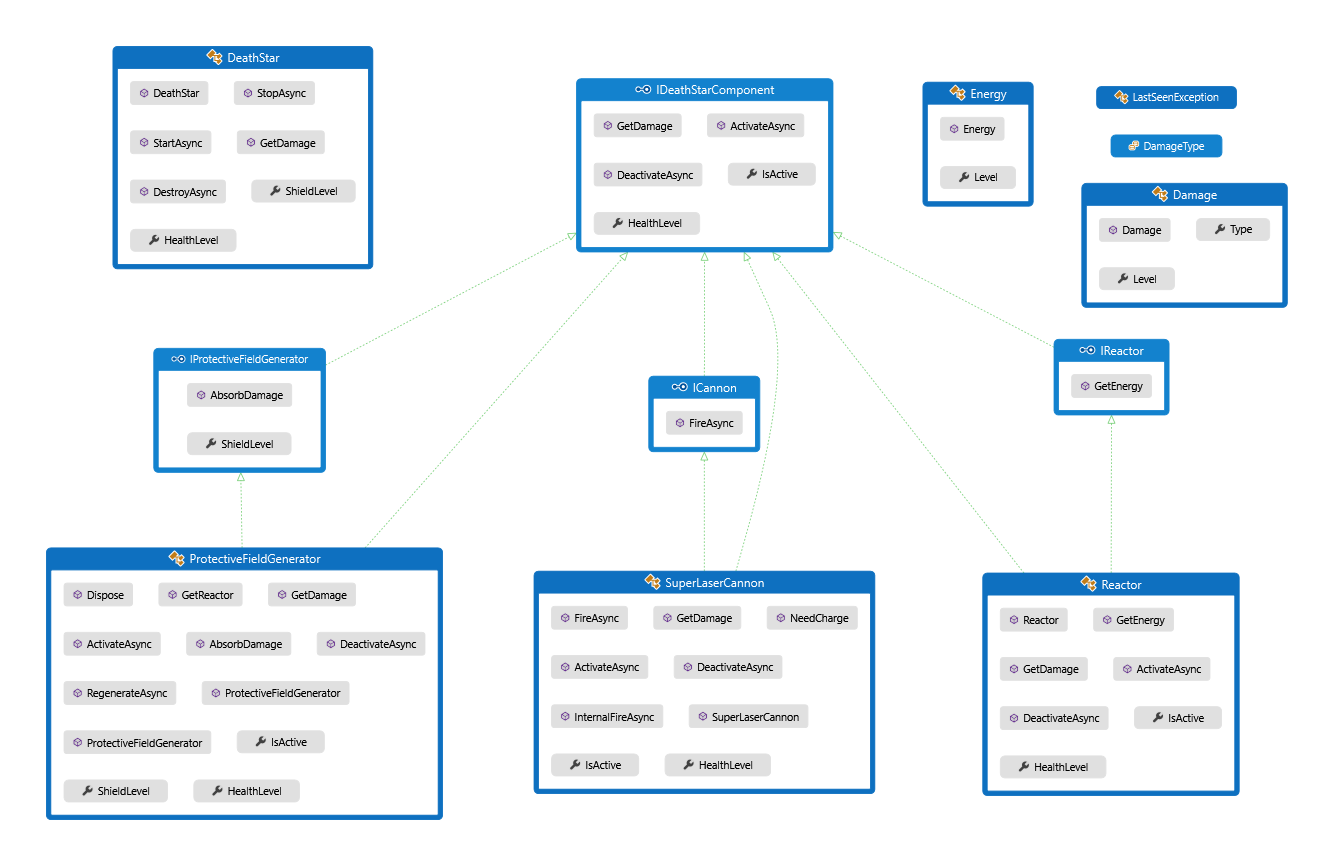 DeathStar
DeathStar
StopAsync
StartAsync
GetDamage
DestroyAsync
ShieldLevel
HealthLevel
IDeathStarComponent
GetDamage
ActivateAsync
DeactivateAsync
IsActive
HealthLevel
Energy
Energy
Level
LastSeenException
DamageType
Damage
Damage
Type
Level
IProtectiveFieldGenerator
AbsorbDamage
ShieldLevel
ICannon
FireAsync
IReactor
GetEnergy
ProtectiveFieldGenerator
Dispose
GetReactor
GetDamage
ActivateAsync
AbsorbDamage
DeactivateAsync
RegenerateAsync
ProtectiveFieldGenerator
ProtectiveFieldGenerator
IsActive
ShieldLevel
HealthLevel
SuperLaserCannon
FireAsync
GetDamage
NeedCharge
ActivateAsync
DeactivateAsync
InternalFireAsync
SuperLaserCannon
IsActive
HealthLevel
Reactor
Reactor
GetEnergy
GetDamage
ActivateAsync
DeactivateAsync
IsActive
HealthLevel